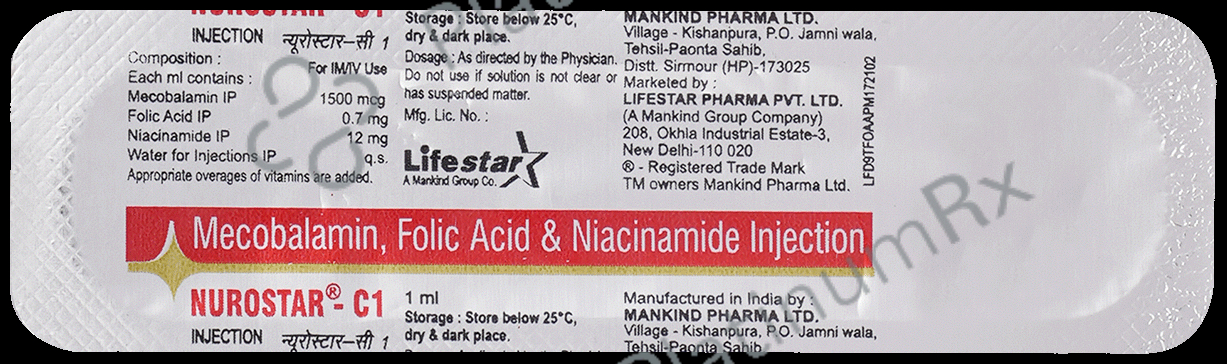 NUROSTAR®- C1
INJECTION न्यूरोस्टार-सी 1
Composition :
For IM/IV Use
Each ml contains :
Mecobalamin IP 1500 mcg
Folic Acid IP 0.7 mg
Niacinamide IP 12 mg
Water for Injections IP q.s.
Appropriate overages of vitamins are added.
Storage : Store below 25°C,
dry & dark place.
Dosage : As directed by the Physician.
Do not use if solution is not clear or
has suspended matter.
Mfg. Lic. No. :
Lifestar
A Mankind Group Co.
MANKIND PHARMA LTD.
Village - Kishanpura, P.O. Jamni wala,
Tehsil-Paonta Sahib,
Distt. Sirmour (HP)-173025
Marketed by :
LIFESTAR PHARMA PVT. LTD.
(A Mankind Group Company)
208, Okhla Industrial Estate-3,
New Delhi-110 020
® - Registered Trade Mark
TM owners Mankind Pharma Ltd.
LFD9TFOAAPM172102
Mecobalamin, Folic Acid & Niacinamide Injection
NUROSTAR®- C1
INJECTION न्यूरोस्टार-सी 1
1 ml
Storage : Store below 25°C,
dry & dark place.
Manufactured in India by :
MANKIND PHARMA LTD.
Village - Kishanpura, P.O. Jamni wala,
Tehsil-Paonta Sahib
PlatinumRx